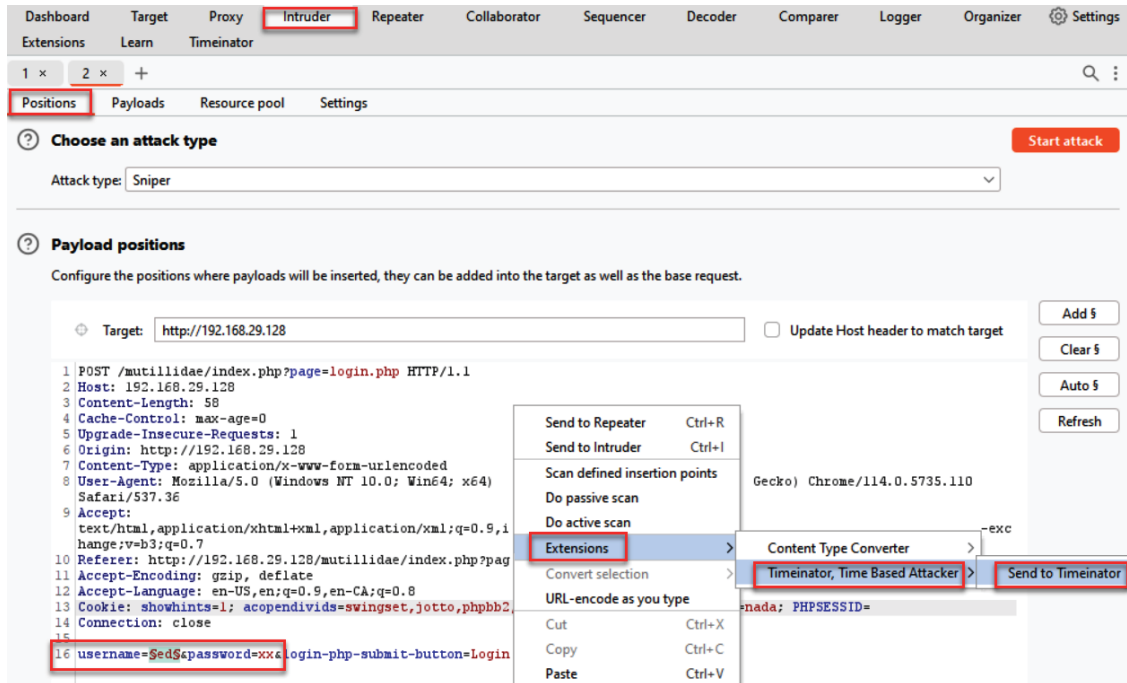 Dashboard Target Proxy Intruder Repeater Collaborator Sequencer Decoder Comparer Logger Organizer Settings
Extensions Learn Timeinator
1 × 2 × +
Positions Payloads Resource pool Settings
? Choose an attack type Start attack
Attack type: Sniper
? Payload positions
Configure the positions where payloads will be inserted, they can be added into the target as well as the base request.
Target: http://192.168.29.128 Update Host header to match target
Add §
Clear §
Auto §
Refresh
1 POST /mutillidae/index.php?page=login.php HTTP/1.1
2 Host: 192.168.29.128
3 Content-Length: 58
4 Cache-Control: max-age=0
5 Upgrade-Insecure-Requests: 1
6 Origin: http://192.168.29.128
7 Content-Type: application/x-www-form-urlencoded
8 User-Agent: Mozilla/5.0 (Windows NT 10.0; Win64; x64) Gecko) Chrome/114.0.5735.110
Safari/537.36
9 Accept:
text/html,application/xhtml+xml,application/xml;q=0.9,i -exc
hange;v=b3;q=0.7
10 Referer: http://192.168.29.128/mutillidae/index.php?pag
11 Accept-Encoding: gzip, deflate
12 Accept-Language: en-US,en;q=0.9,en-CA;q=0.8
13 Cookie: showhints=1; acopendivids=swingset,jotto,phpbb2, =nada; PHPSESSID=
14 Connection: close
15
16 username=§ed§&password=xx&login-php-submit-button=Login
Send to Repeater Ctrl+R
Send to Intruder Ctrl+I
Scan defined insertion points
Do passive scan
Do active scan
Extensions >
Convert selection >
URL-encode as you type
Cut Ctrl+X
Copy Ctrl+C
Paste Ctrl+V
Content Type Converter >
Timeinator, Time Based Attacker >
Send to Timeinator